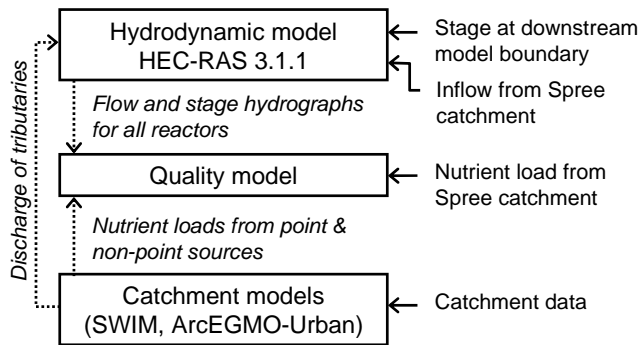 Hydrodynamic model
HEC-RAS 3.1.1
Stage at downstream
model boundary
Inflow from Spree
catchment
Flow and stage hydrographs
for all reactors
Discharge of tributaries
Quality model
Nutrient load from
Spree catchment
Nutrient loads from point &
non-point sources
Catchment models
(SWIM, ArcEGMO-Urban)
Catchment data